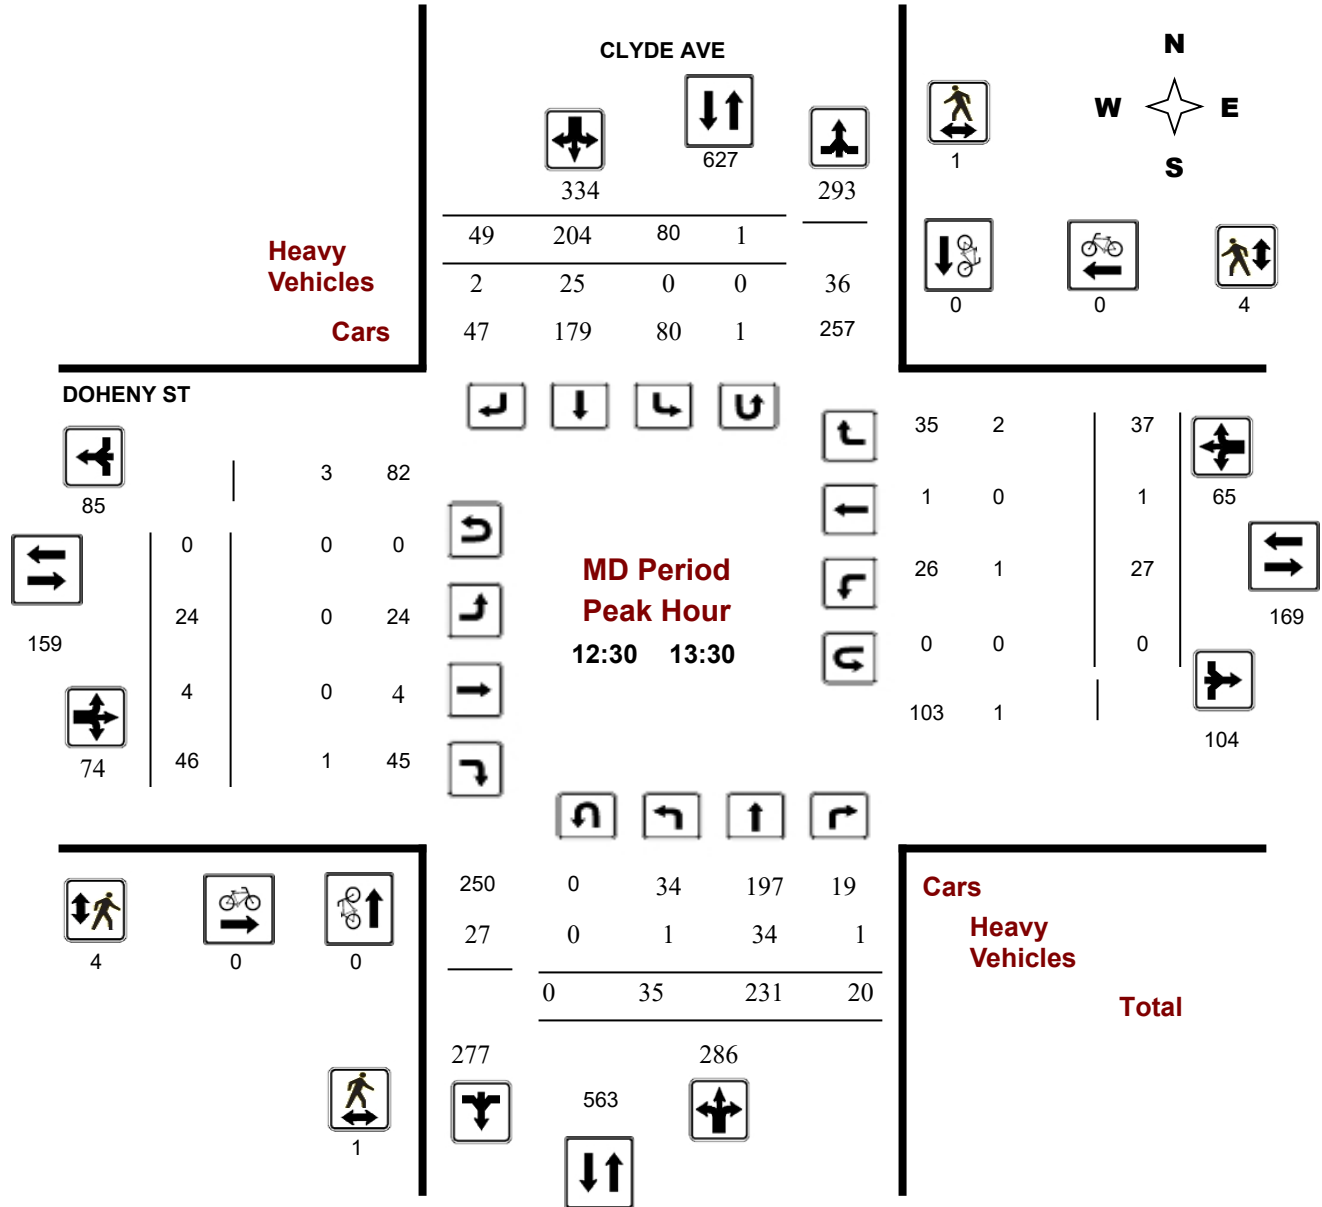 CLYDE AVE
N
W E
S
627
1
334 293
49 204 80 1
Heavy
Vehicles
2 25 0 0 36
0 0 4
Cars 47 179 80 1 257
DOHENY ST
35 2 37
3 82
85
1 0 1 65
0 0 0
MD Period
Peak Hour
12:30 13:30
26 1 27
24 0 24
169
159
0 0 0
4 0 4
103 1
104
74 46 1 45
250 0 34 197 19 Cars
27 0 1 34 1 Heavy
Vehicles
4 0 0
0 35 231 20 Total
277 286
563
1